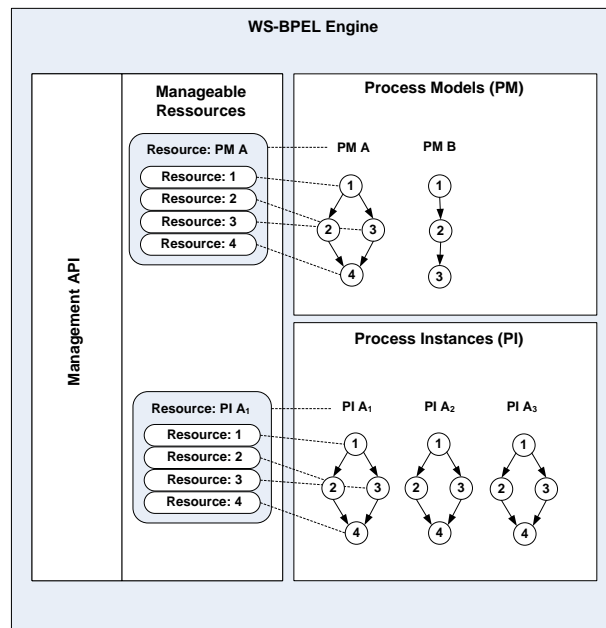 WS-BPEL Engine
Management API
Manageable
Ressources
Resource: PM A
Resource: 1
Resource: 2
Resource: 3
Resource: 4
Process Models (PM)
PM A
PM B
1
2
3
4
1
2
3
Resource: PI A₁
Resource: 1
Resource: 2
Resource: 3
Resource: 4
Process Instances (PI)
PI A₁
PI A₂
PI A₃
1
2
3
4
1
2
3
4
1
2
3
4